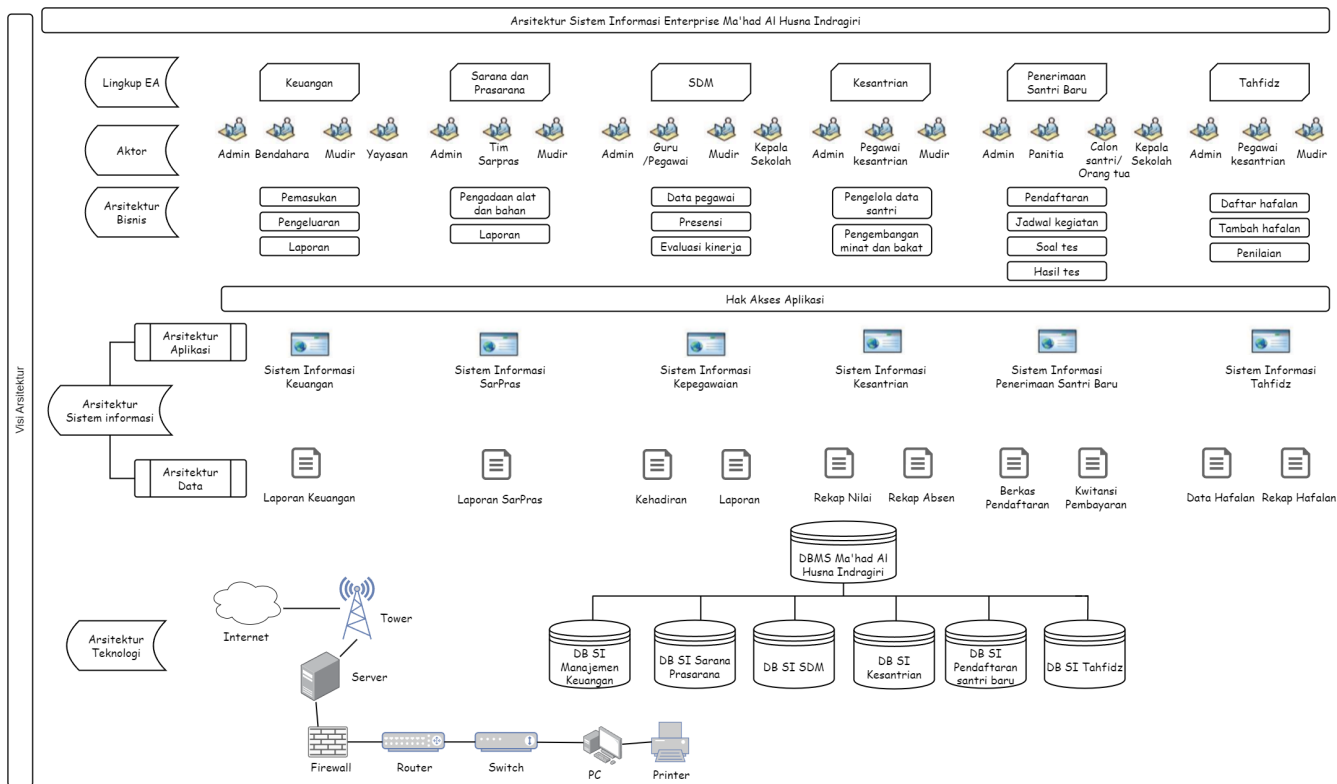 Arsitektur Sistem Informasi Enterprise Ma'had Al Husna Indragiri
Visi Arsitektur
Lingkup EA
Keuangan
Sarana dan
Prasarana
SDM
Kesantrian
Penerimaan
Santri Baru
Tahfidz
Aktor
Admin
Bendahara
Mudir
Yayasan
Admin
Tim
Sarpras
Mudir
Admin
Guru
/Pegawai
Mudir
Kepala
Sekolah
Admin
Pegawai
kesantrian
Mudir
Admin
Panitia
Calon
santri/
Orang tua
Kepala
Sekolah
Admin
Pegawai
kesantrian
Mudir
Arsitektur
Bisnis
Pemasukan
Pengeluaran
Laporan
Pengadaan alat
dan bahan
Laporan
Data pegawai
Presensi
Evaluasi kinerja
Pengelola data
santri
Pengembangan
minat dan bakat
Pendaftaran
Jadwal kegiatan
Soal tes
Hasil tes
Daftar hafalan
Tambah hafalan
Penilaian
Hak Akses Aplikasi
Arsitektur
Aplikasi
Sistem Informasi
Keuangan
Sistem Informasi
SarPras
Sistem Informasi
Kepegawaian
Sistem Informasi
Kesantrian
Sistem Informasi
Penerimaan Santri Baru
Sistem Informasi
Tahfidz
Arsitektur
Sistem informasi
Arsitektur
Data
Laporan Keuangan
Laporan SarPras
Kehadiran
Laporan
Rekap Nilai
Rekap Absen
Berkas
Pendaftaran
Kwitansi
Pembayaran
Data Hafalan
Rekap Hafalan
DBMS Ma'had Al
Husna Indragiri
Arsitektur
Teknologi
Internet
Tower
Server
Firewall
Router
Switch
PC
Printer
DB SI
Manajemen
Keuangan
DB SI Sarana
Prasarana
DB SI SDM
DB SI
Kesantrian
DB SI
Pendaftaran
santri baru
DB SI Tahfidz